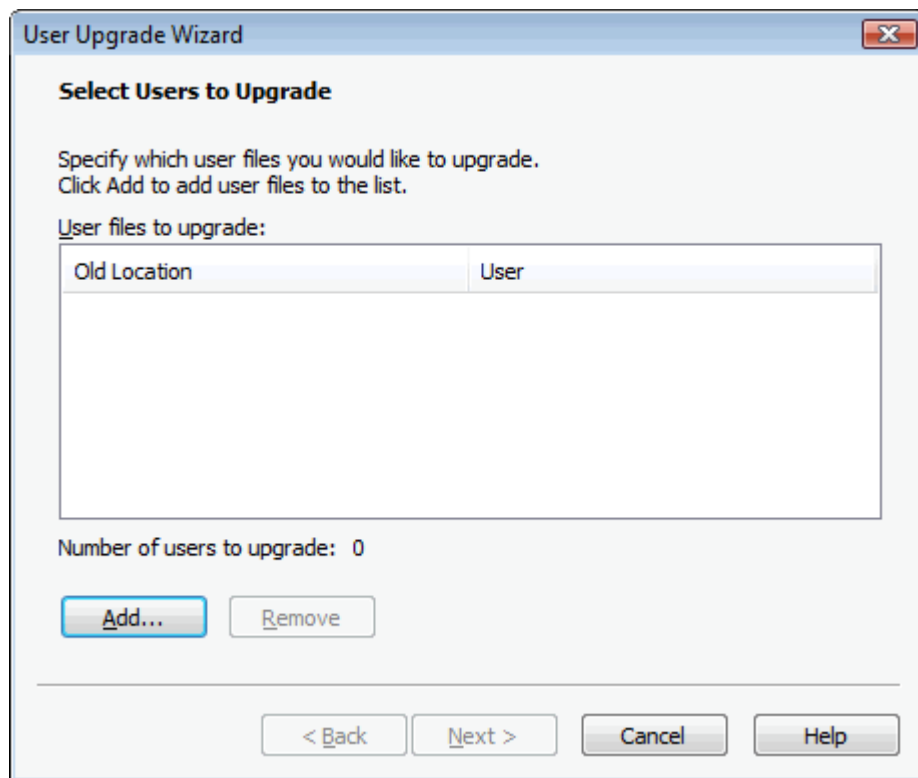 User Upgrade Wizard
Select Users to Upgrade
Specify which user files you would like to upgrade.
Click Add to add user files to the list.
User files to upgrade:
Old Location User
Number of users to upgrade: 0
Add... Remove
< Back Next > Cancel Help